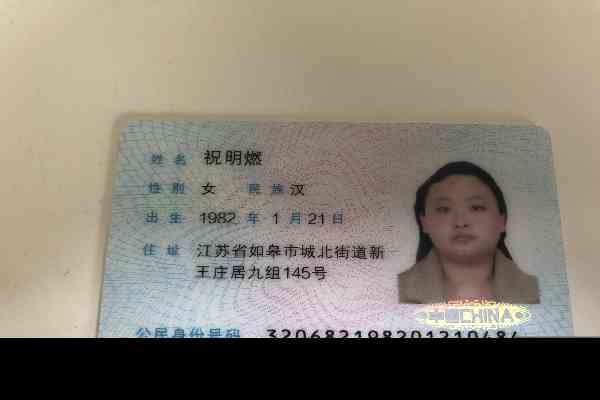 姓名 祝明燃
性别 女 民族 汉
出生 1982 年 1 月 21 日
住址 江苏省如皋市城北街道新
王庄居九组145号
中国CHINA
公民身份号码